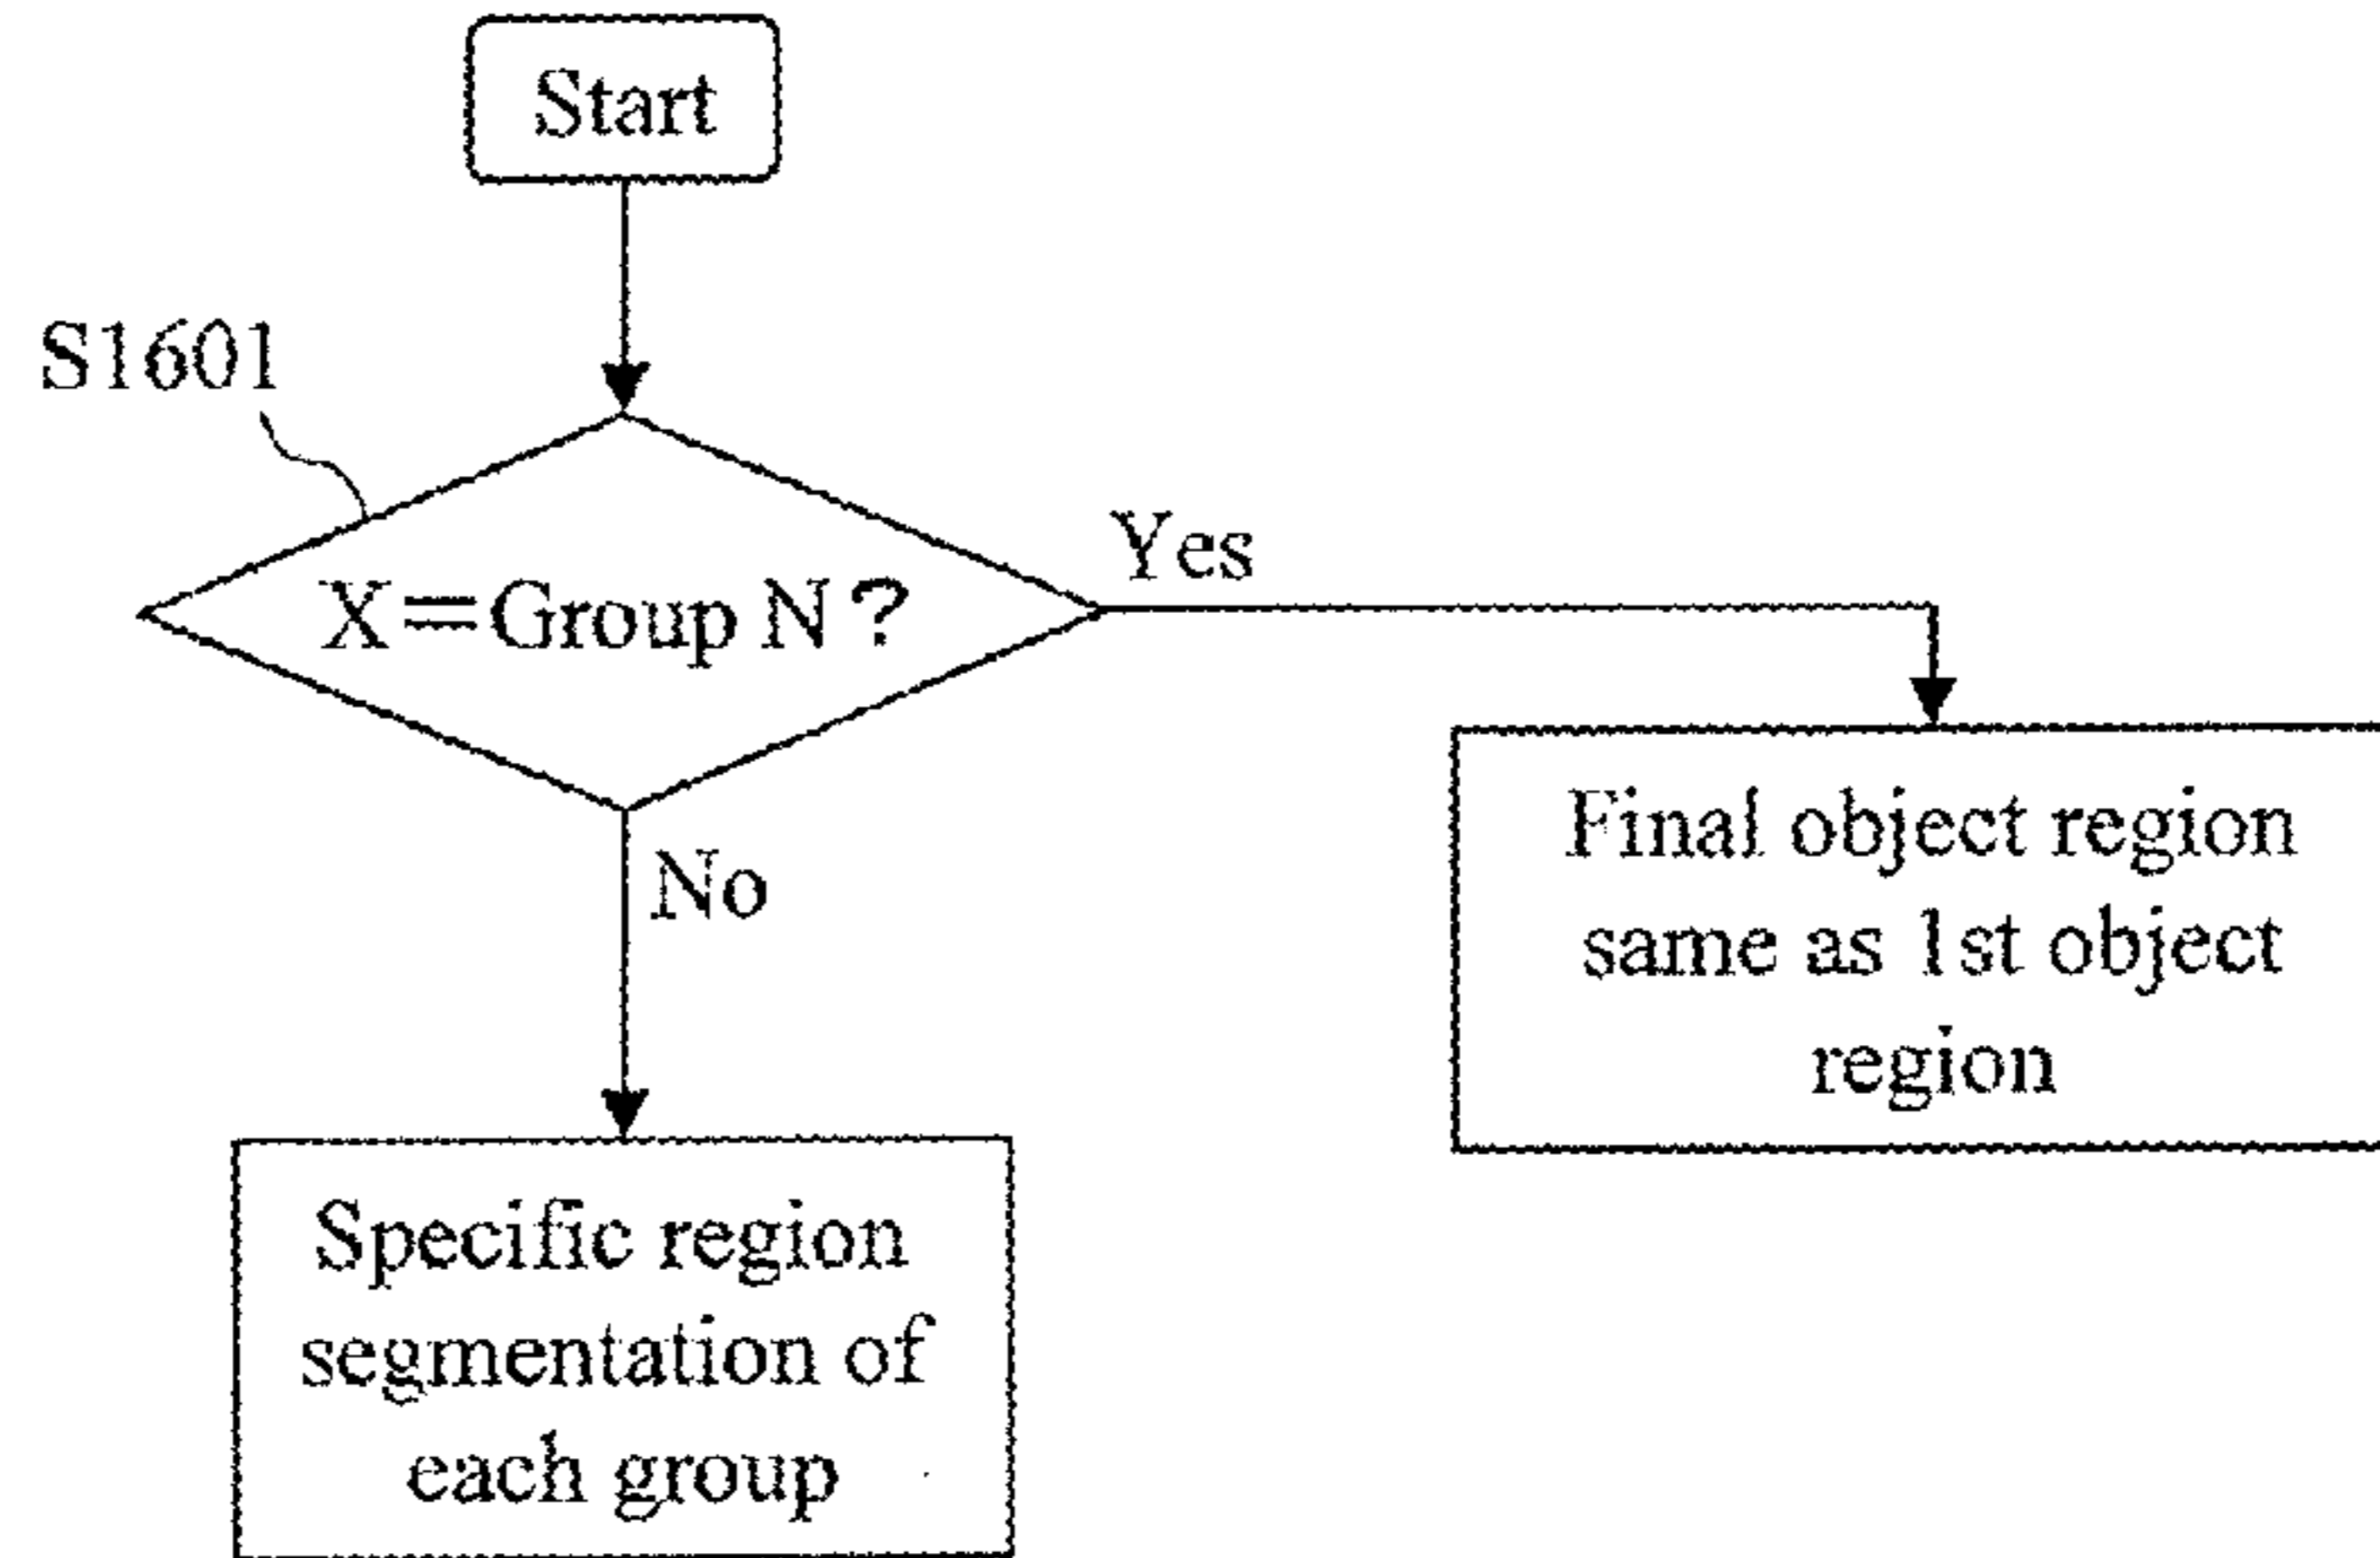 Start
S1601
X=Group N?
Yes
No
Final object region
same as 1st object
region
Specific region
segmentation of
each group